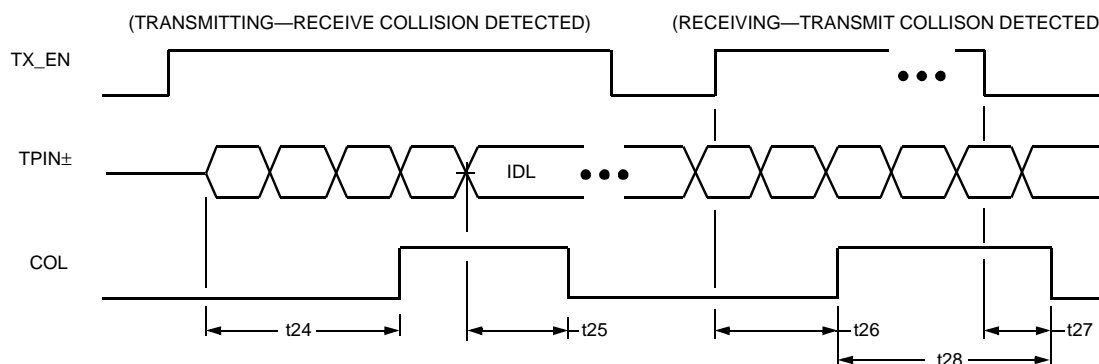 (TRANSMITTING—RECEIVE COLLISION DETECTED)
(RECEIVING—TRANSMIT COLLISON DETECTED
TX_EN
TPIN±
IDL
COL
t24
t25
t26
t27
t28